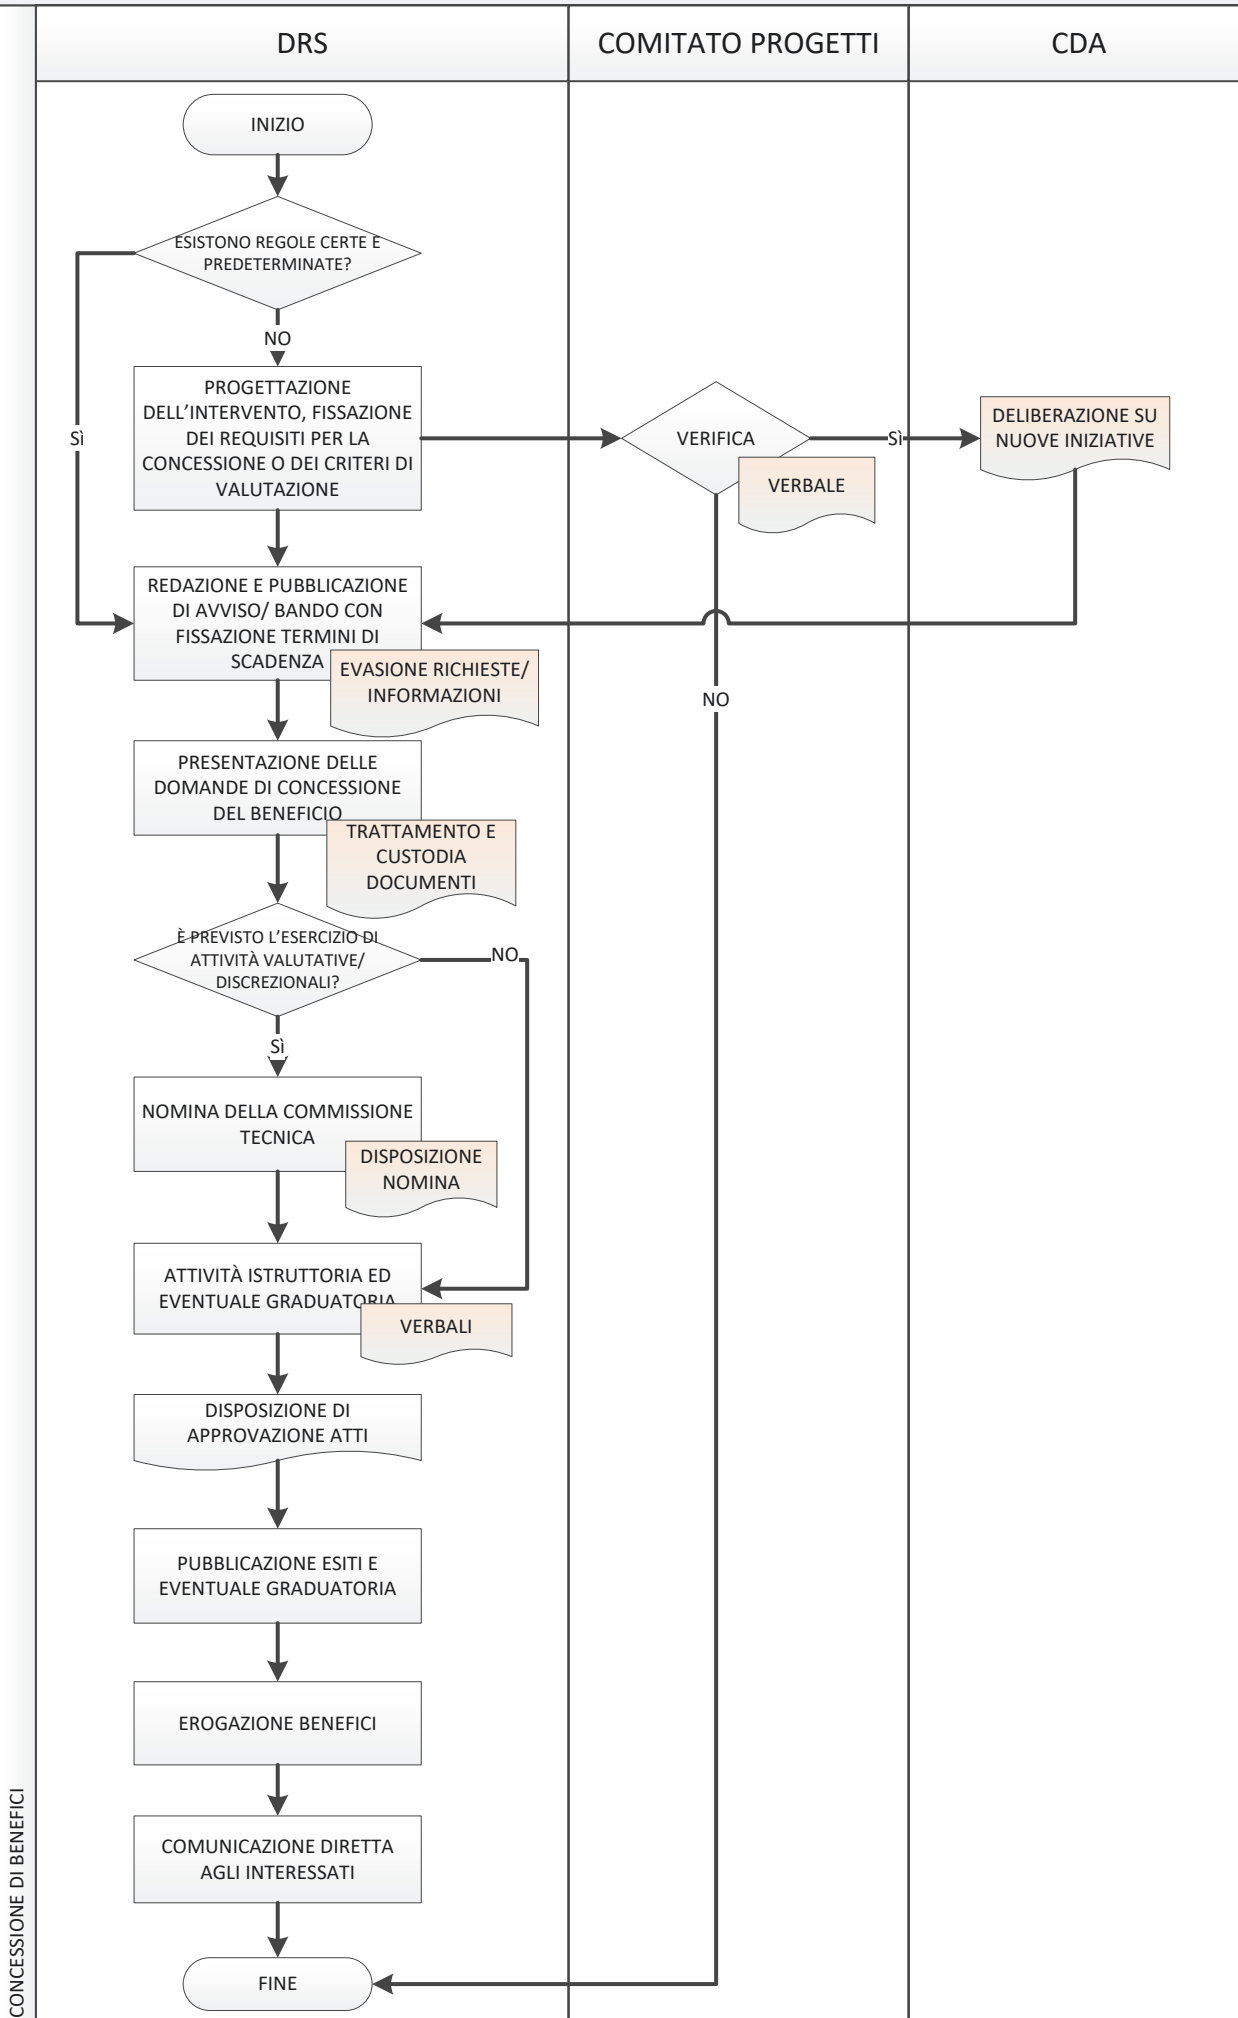 DRS
COMITATO PROGETTI
CDA
INIZIO
ESISTONO REGOLE CERTE E
PREDETERMINATE?
NO
Sì
PROGETTAZIONE
DELL'INTERVENTO, FISSAZIONE
DEI REQUISITI PER LA
CONCESSIONE O DEI CRITERI DI
VALUTAZIONE
VERIFICA
VERBALE
Sì
DELIBERAZIONE SU
NUOVE INIZIATIVE
REDAZIONE E PUBBLICAZIONE
DI AVVISO/ BANDO CON
FISSAZIONE TERMINI DI
SCADENZA
EVASIONE RICHIESTE/
INFORMAZIONI
NO
PRESENTAZIONE DELLE
DOMANDE DI CONCESSIONE
DEL BENEFICIO
TRATTAMENTO E
CUSTODIA
DOCUMENTI
È PREVISTO L'ESERCIZIO DI
ATTIVITÀ VALUTATIVE/
DISCREZIONALI?
NO
Sì
NOMINA DELLA COMMISSIONE
TECNICA
DISPOSIZIONE
NOMINA
ATTIVITÀ ISTRUTTORIA ED
EVENTUALE GRADUATORIA
VERBALI
DISPOSIZIONE DI
APPROVAZIONE ATTI
PUBBLICAZIONE ESITI E
EVENTUALE GRADUATORIA
EROGAZIONE BENEFICI
COMUNICAZIONE DIRETTA
AGLI INTERESSATI
FINE
CONCESSIONE DI BENEFICI